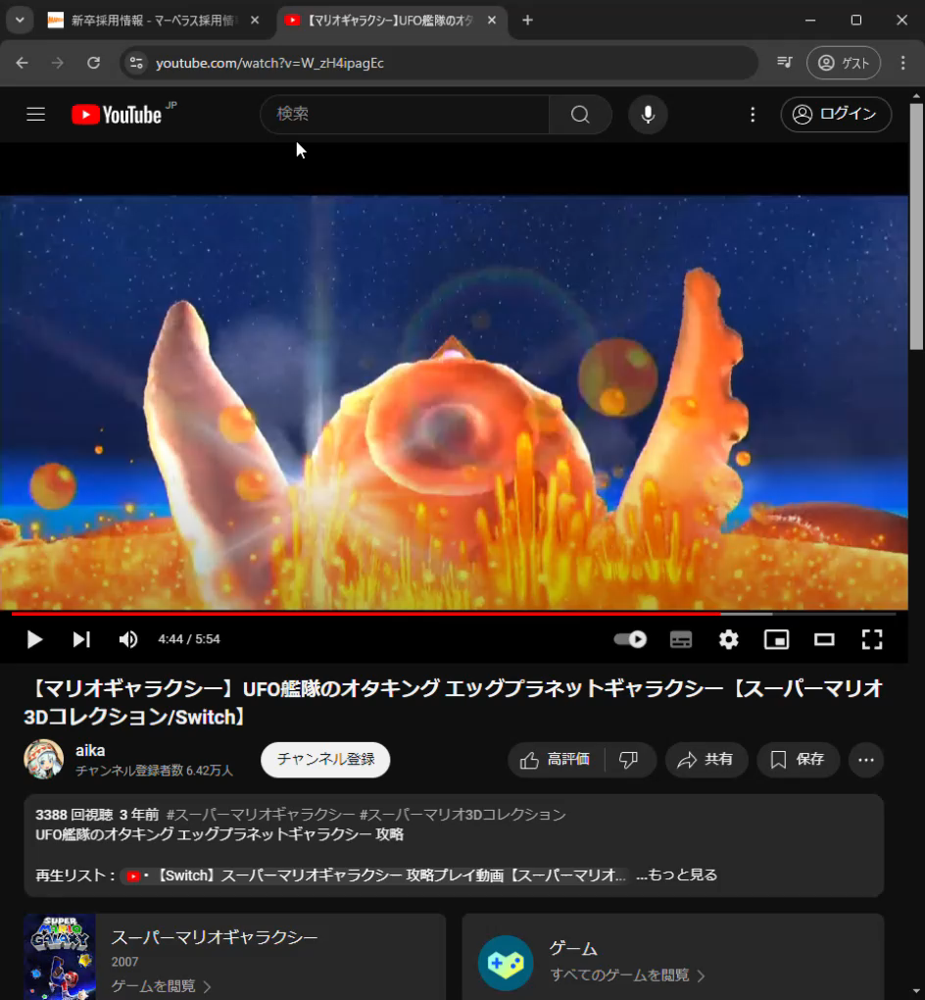 新卒採用情報 - マーベラス採用情
【マリオギャラクシー】UFO艦隊のオタ
youtube.com/watch?v=W_zH4ipagEc
ゲスト
YouTube JP
検索
ログイン
4:44 / 5:54
【マリオギャラクシー】UFO艦隊のオタキング エッグプラネットギャラクシー【スーパーマリオ
3Dコレクション/Switch】
aika
チャンネル登録者数 6.42万人
チャンネル登録
高評価
共有
保存
3388 回視聴 3 年前 #スーパーマリオギャラクシー #スーパーマリオ3Dコレクション
UFO艦隊のオタキング エッグプラネットギャラクシー 攻略
再生リスト： ・【Switch】スーパーマリオギャラクシー 攻略プレイ動画【スーパーマリオ... ...もっと見る
SUPER
MARIO
GALAXY
スーパーマリオギャラクシー
2007
ゲームを閲覧
ゲーム
すべてのゲームを閲覧